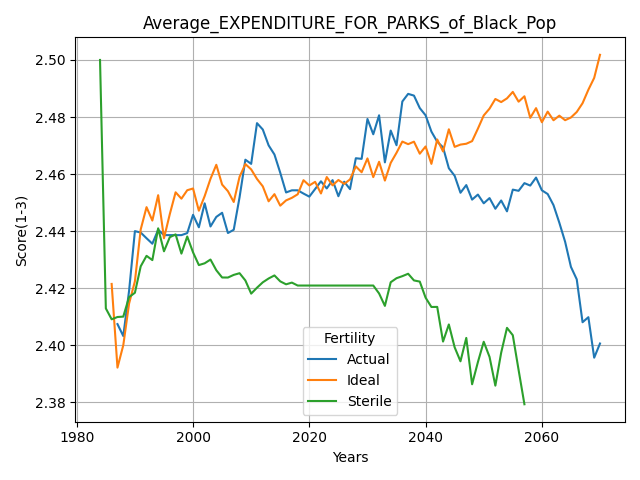 Average_EXPENDITURE_FOR_PARKS_of_Black_Pop
Score(1-3)
2.50
2.48
2.46
2.44
2.42
2.40
2.38
Fertility
Actual
Ideal
Sterile
1980
2000
2020
2040
2060
Years